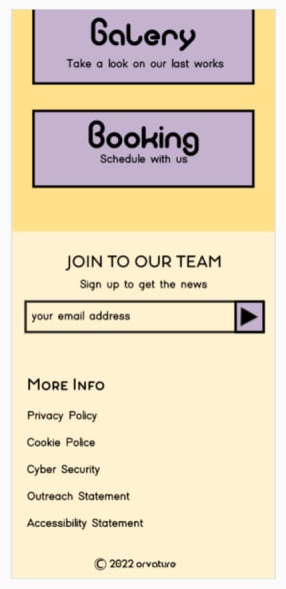 Galery
Take a look on our last works
Booking
Schedule with us
JOIN TO OUR TEAM
Sign up to get the news
your email address
More Info
Privacy Policy
Cookie Police
Cyber Security
Outreach Statement
Accessibility Statement
© 2022 orvature